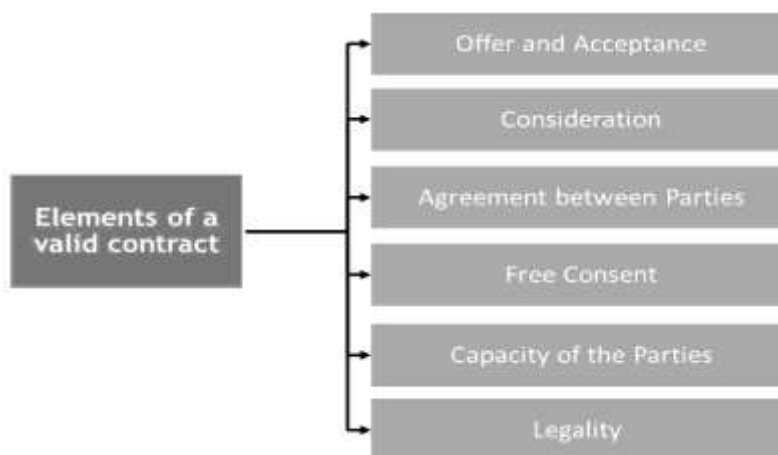 Elements of a
valid contract
Offer and Acceptance
Consideration
Agreement between Parties
Free Consent
Capacity of the Parties
Legality